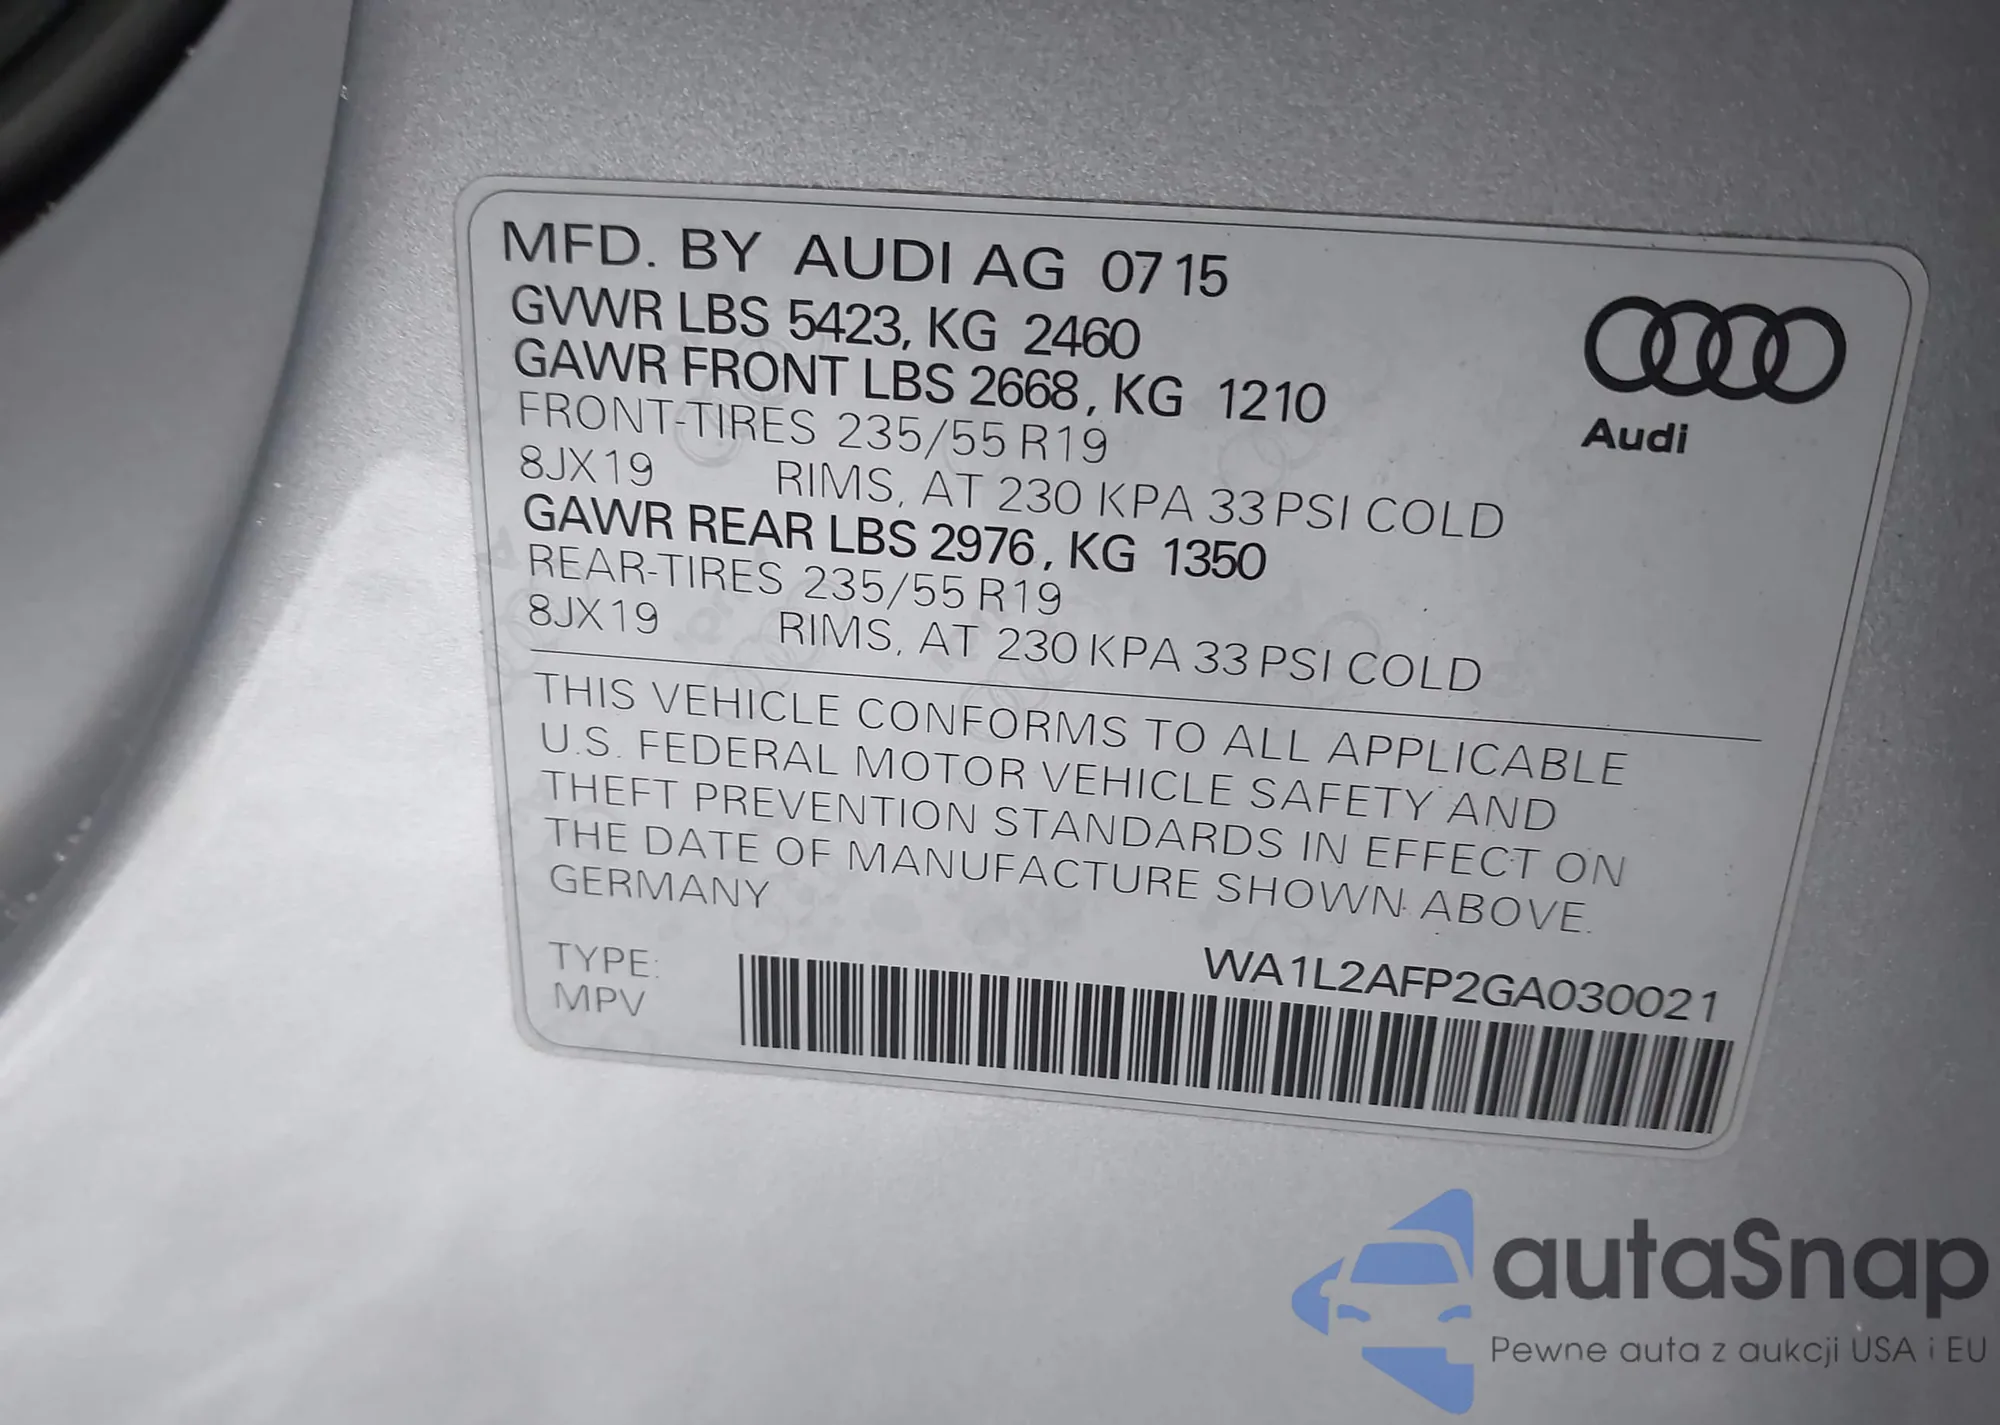 MFD. BY AUDI AG 07 15
GVWR LBS 5423, KG 2460
GAWR FRONT LBS 2668, KG 1210
FRONT-TIRES 235/55 R19
8JX19 RIMS, AT 230 KPA 33 PSI COLD
GAWR REAR LBS 2976, KG 1350
REAR-TIRES 235/55 R19
8JX19 RIMS, AT 230 KPA 33 PSI COLD
Audi
THIS VEHICLE CONFORMS TO ALL APPLICABLE
U.S. FEDERAL MOTOR VEHICLE SAFETY AND
THEFT PREVENTION STANDARDS IN EFFECT ON
THE DATE OF MANUFACTURE SHOWN ABOVE.
GERMANY
TYPE:
MPV
WA1L2AFP2GA030021
autaSnap
Pewne auta z aukcji USA i EU